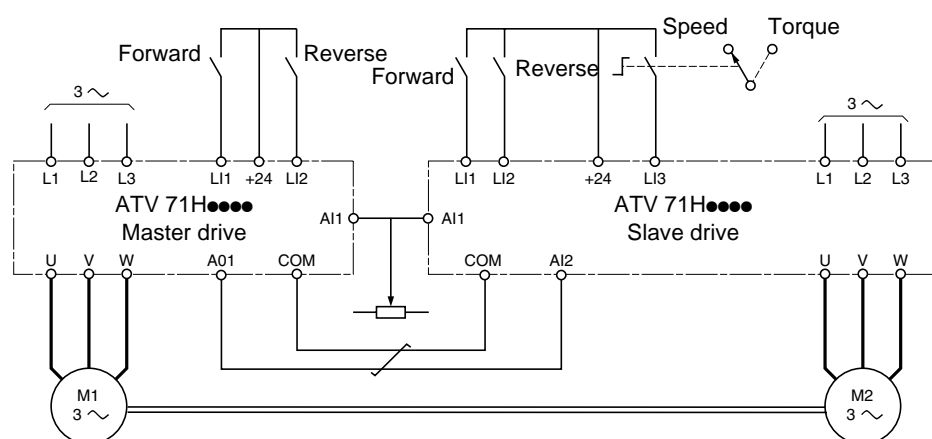 Speed Torque
Forward Reverse
Forward Reverse
3 ~ 3 ~
L1 L2 L3 LI1 +24 LI2 LI1 LI2 +24 LI3 L1 L2 L3
ATV 71H●●●● ATV 71H●●●●
AI1 AI1
Master drive Slave drive
U V W A01 COM COM AI2 U V W
M1 M2
3 ~ 3 ~